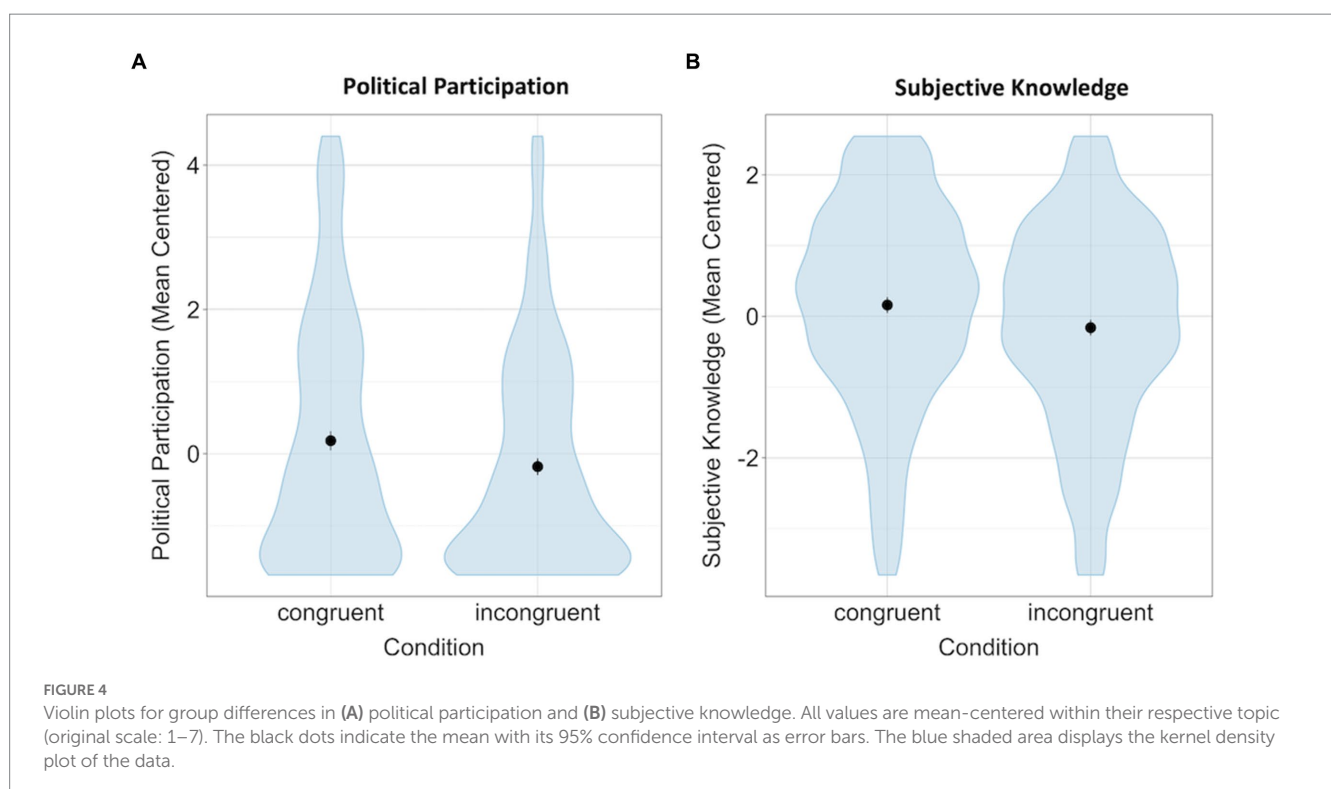 A
Political Participation
Political Participation (Mean Centered)
4
2
0
congruent
incongruent
Condition
B
Subjective Knowledge
Subjective Knowledge (Mean Centered)
2
0
-2
congruent
incongruent
Condition
FIGURE 4
Violin plots for group differences in (A) political participation and (B) subjective knowledge. All values are mean-centered within their respective topic
(original scale: 1–7). The black dots indicate the mean with its 95% confidence interval as error bars. The blue shaded area displays the kernel density
plot of the data.